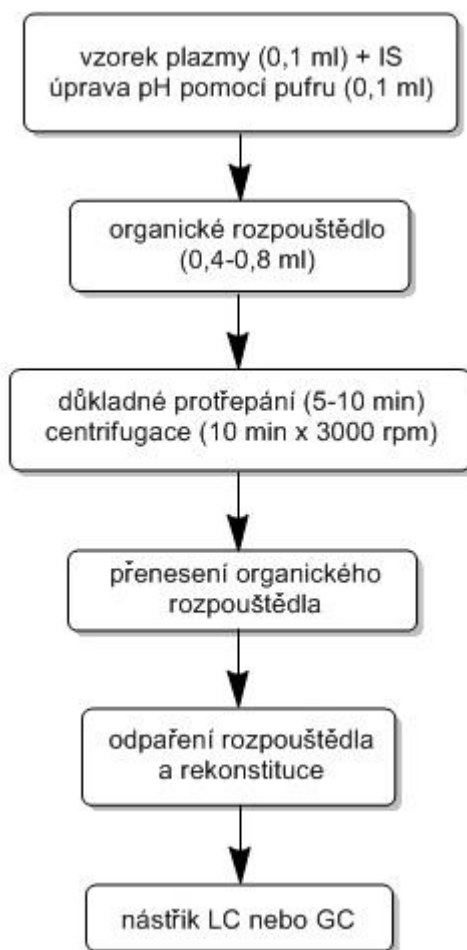 vzorek plazmy (0,1 ml) + IS
úprava pH pomocí pufru (0,1 ml)
organické rozpouštědlo
(0,4-0,8 ml)
důkladné protřepání (5-10 min)
centrifugace (10 min x 3000 rpm)
přenesení organického
rozpouštědla
odpaření rozpouštědla
a rekonstituce
nástřik LC nebo GC